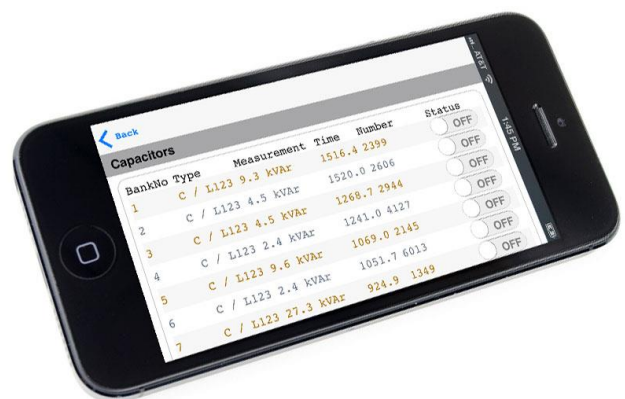 AT&T 1:45 PM
Back
Capacitors
BankNo Type Measurement Time Number Status
1 C / L123 9.3 kVAr 1516.4 2399 OFF
2 C / L123 4.5 kVAr 1520.0 2606 OFF
3 C / L123 4.5 kVAr 1268.7 2944 OFF
4 C / L123 2.4 kVAr 1241.0 4127 OFF
5 C / L123 9.6 kVAr 1069.0 2145 OFF
6 C / L123 2.4 kVAr 1051.7 6013 OFF
7 C / L123 27.3 kVAr 924.9 1349 OFF